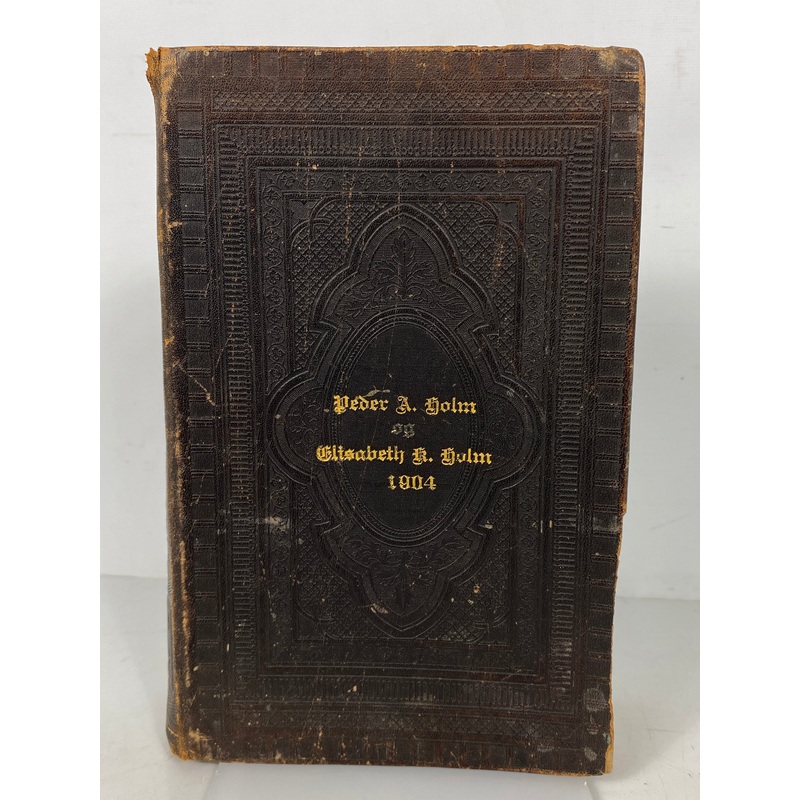 Peder A. Holm
og
Elisabeth K. Holm
1904